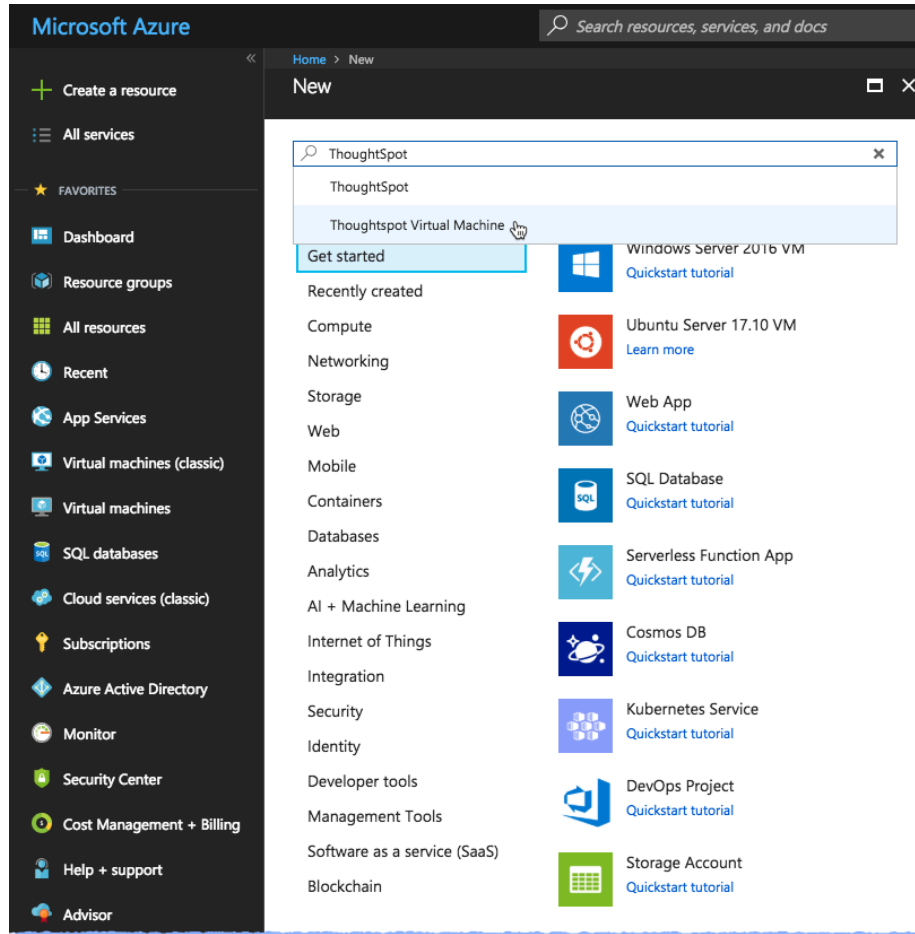 Microsoft Azure
Search resources, services, and docs
«
Create a resource
All services
FAVORITES
Dashboard
Resource groups
All resources
Recent
App Services
Virtual machines (classic)
Virtual machines
SQL databases
Cloud services (classic)
Subscriptions
Azure Active Directory
Monitor
Security Center
Cost Management + Billing
Help + support
Advisor
Home > New
New
ThoughtSpot
ThoughtSpot
Thoughtspot Virtual Machine
Get started
Recently created
Compute
Networking
Storage
Web
Mobile
Containers
Databases
Analytics
AI + Machine Learning
Internet of Things
Integration
Security
Identity
Developer tools
Management Tools
Software as a service (SaaS)
Blockchain
Windows Server 2016 VM
Quickstart tutorial
Ubuntu Server 17.10 VM
Learn more
Web App
Quickstart tutorial
SQL
SQL Database
Quickstart tutorial
Serverless Function App
Quickstart tutorial
Cosmos DB
Quickstart tutorial
Kubernetes Service
Quickstart tutorial
DevOps Project
Quickstart tutorial
Storage Account
Quickstart tutorial